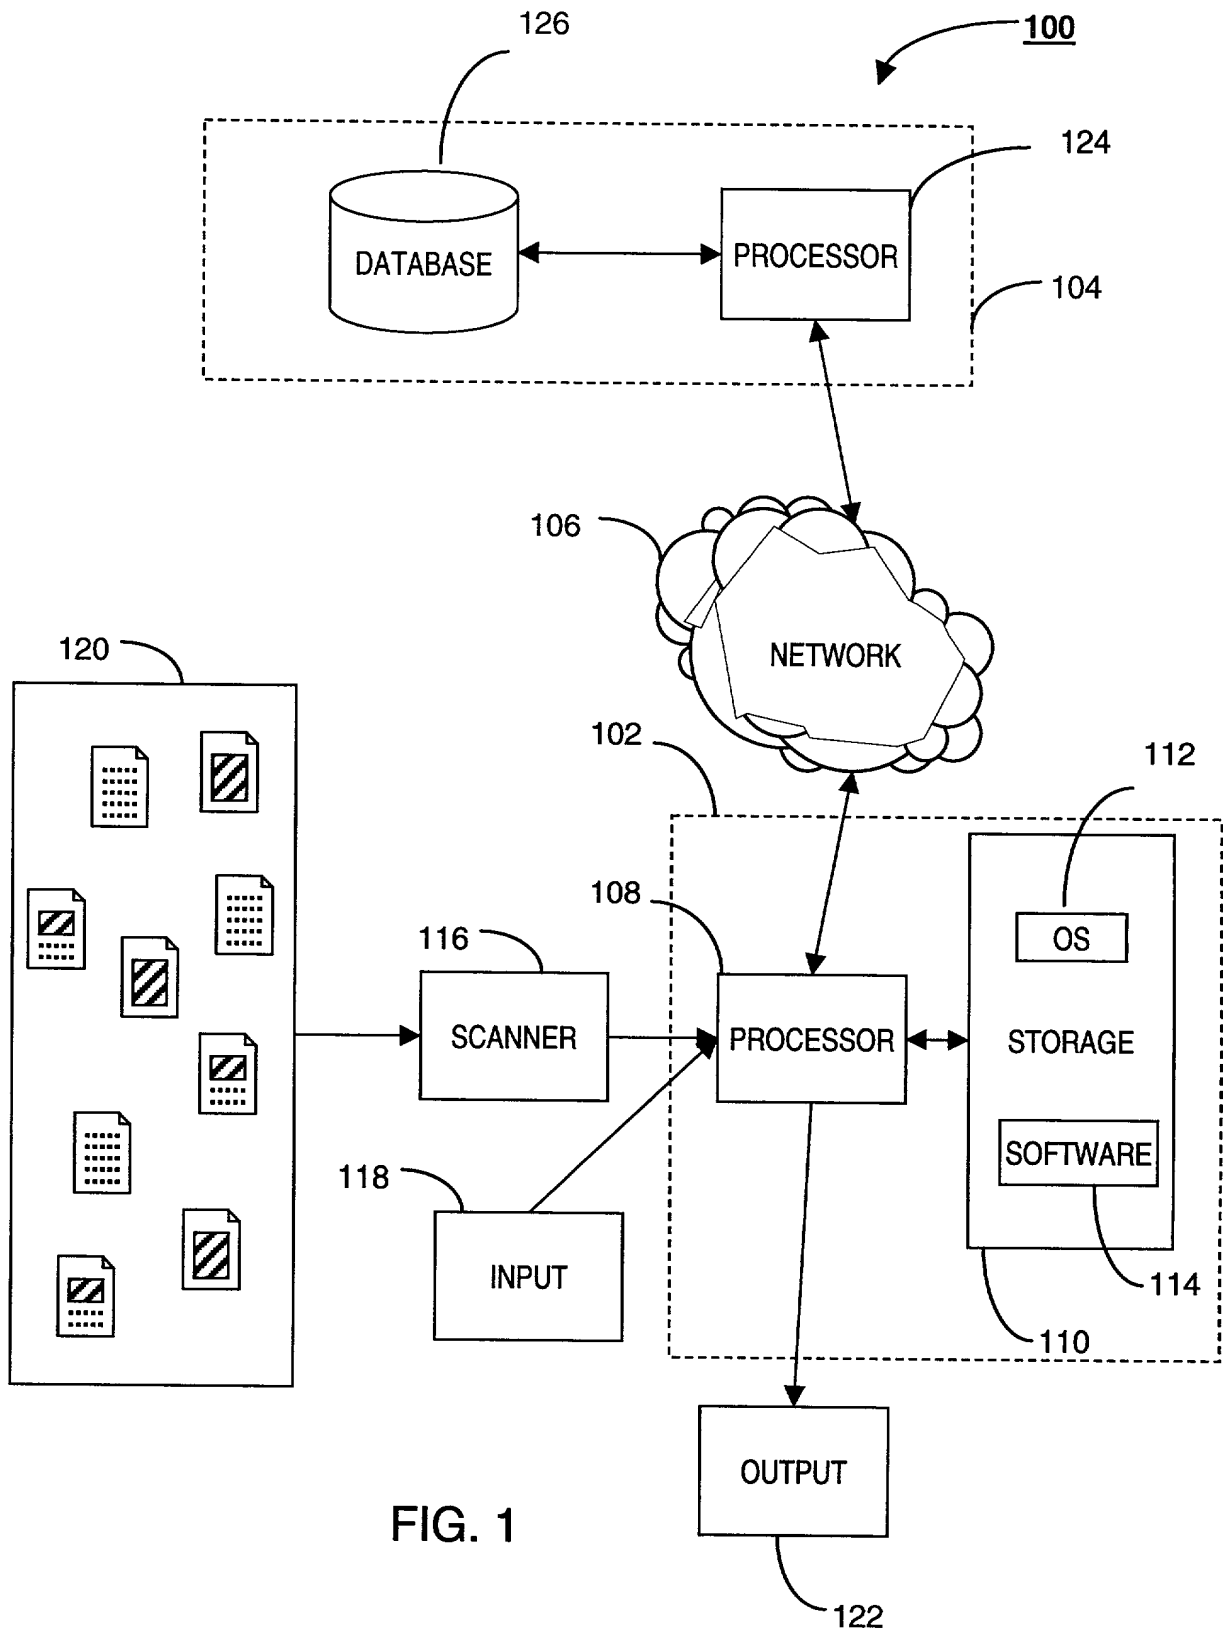 126
100
124
DATABASE
PROCESSOR
104
106
NETWORK
120
102
112
108
OS
116
SCANNER
PROCESSOR
STORAGE
SOFTWARE
118
INPUT
114
110
OUTPUT
FIG. 1
122